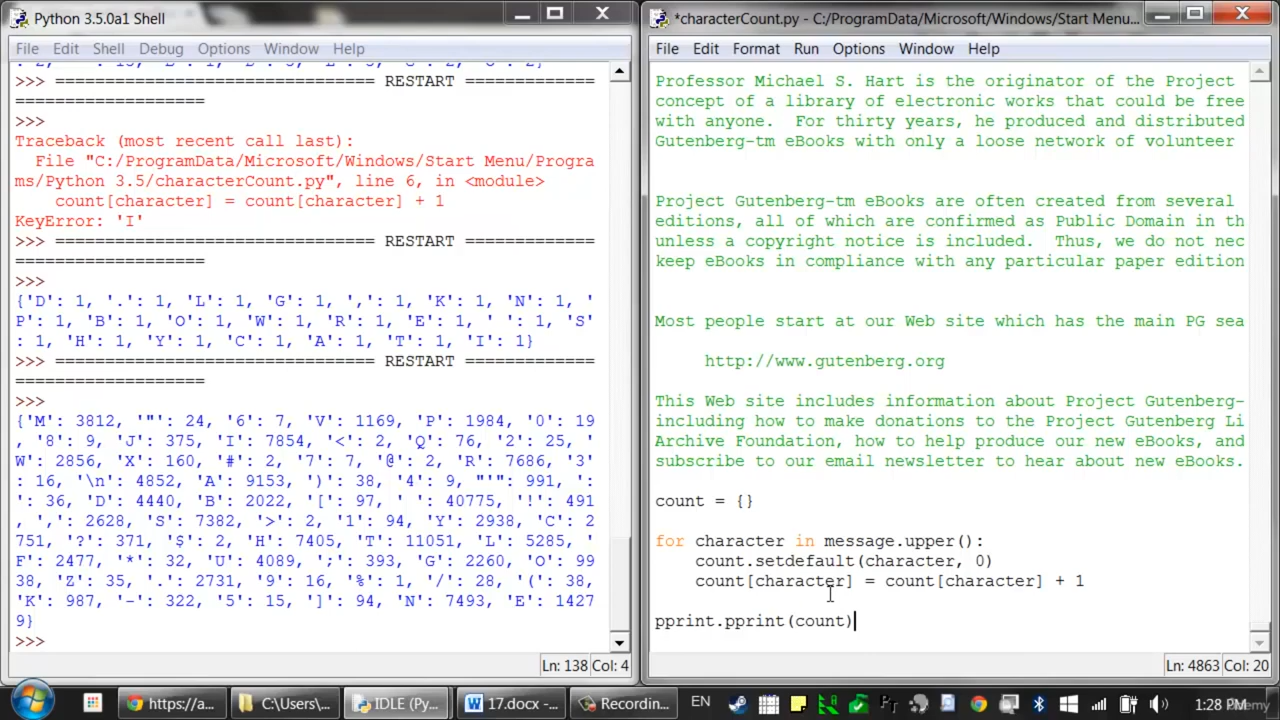 Python 3.5.0a1 Shell
File Edit Shell Debug Options Window Help
>>> ================================ RESTART =============
===================
>>>
Traceback (most recent call last):
  File "C:/ProgramData/Microsoft/Windows/Start Menu/Progra
ms/Python 3.5/characterCount.py", line 6, in <module>
    count[character] = count[character] + 1
KeyError: 'I'
>>> ================================ RESTART =============
===================
>>>
{'D': 1, '.': 1, 'L': 1, 'G': 1, ',': 1, 'K': 1, 'N': 1, '
P': 1, 'B': 1, 'O': 1, 'W': 1, 'R': 1, 'E': 1, ' ': 1, 'S'
: 1, 'H': 1, 'Y': 1, 'C': 1, 'A': 1, 'T': 1, 'I': 1}
>>> ================================ RESTART =============
===================
>>>
{'M': 3812, '"': 24, '6': 7, 'V': 1169, 'P': 1984, '0': 19
, '8': 9, 'J': 375, 'I': 7854, '<': 2, 'Q': 76, '2': 25, '
W': 2856, 'X': 160, '#': 2, '7': 7, '@': 2, 'R': 7686, '3'
: 16, '\n': 4852, 'A': 9153, ')': 38, '4': 9, "'": 991, ':
': 36, 'D': 4440, 'B': 2022, '[': 97, ' ': 40775, '!': 491
, ',': 2628, 'S': 7382, '>': 2, '1': 94, 'Y': 2938, 'C': 2
751, '?': 371, '$': 2, 'H': 7405, 'T': 11051, 'L': 5285, '
F': 2477, '*': 32, 'U': 4089, ';': 393, 'G': 2260, 'O': 99
38, 'Z': 35, '.': 2731, '9': 16, '%': 1, '/': 28, '(': 38,
'K': 987, '-': 322, '5': 15, ']': 94, 'N': 7493, 'E': 1427
9}
>>>
Ln: 138 Col: 4
*characterCount.py - C:/ProgramData/Microsoft/Windows/Start Menu...
File Edit Format Run Options Window Help
Professor Michael S. Hart is the originator of the Project
concept of a library of electronic works that could be free
with anyone.  For thirty years, he produced and distributed
Gutenberg-tm eBooks with only a loose network of volunteer
Project Gutenberg-tm eBooks are often created from several
editions, all of which are confirmed as Public Domain in th
unless a copyright notice is included.  Thus, we do not nec
keep eBooks in compliance with any particular paper edition
Most people start at our Web site which has the main PG sea
http://www.gutenberg.org
This Web site includes information about Project Gutenberg-
including how to make donations to the Project Gutenberg Li
Archive Foundation, how to help produce our new eBooks, and
subscribe to our email newsletter to hear about new eBooks.
count = {}
for character in message.upper():
    count.setdefault(character, 0)
    count[character] = count[character] + 1
pprint.pprint(count)
Ln: 4863 Col: 20
https://a... C:\Users\... IDLE (Py... 17.docx -... Recordin... EN 1:28 PM
Udemy